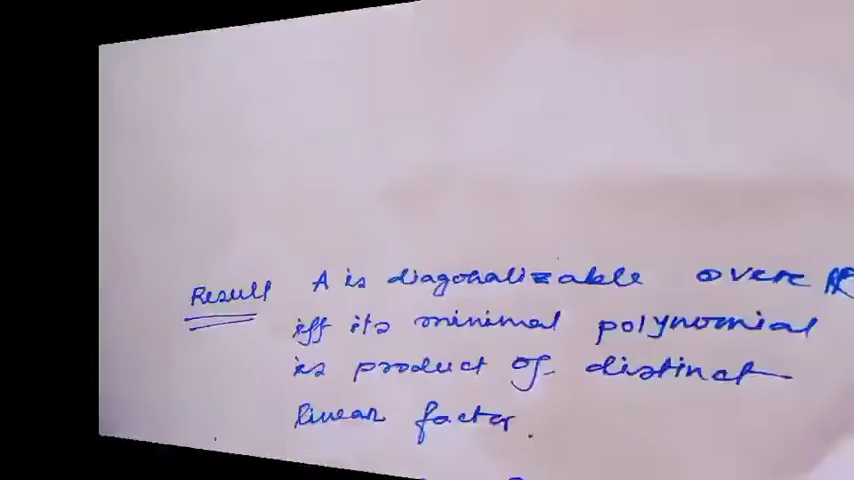 Result A is diagonalizable over R
iff its minimal polynomial
is product of distinct
linear factor.